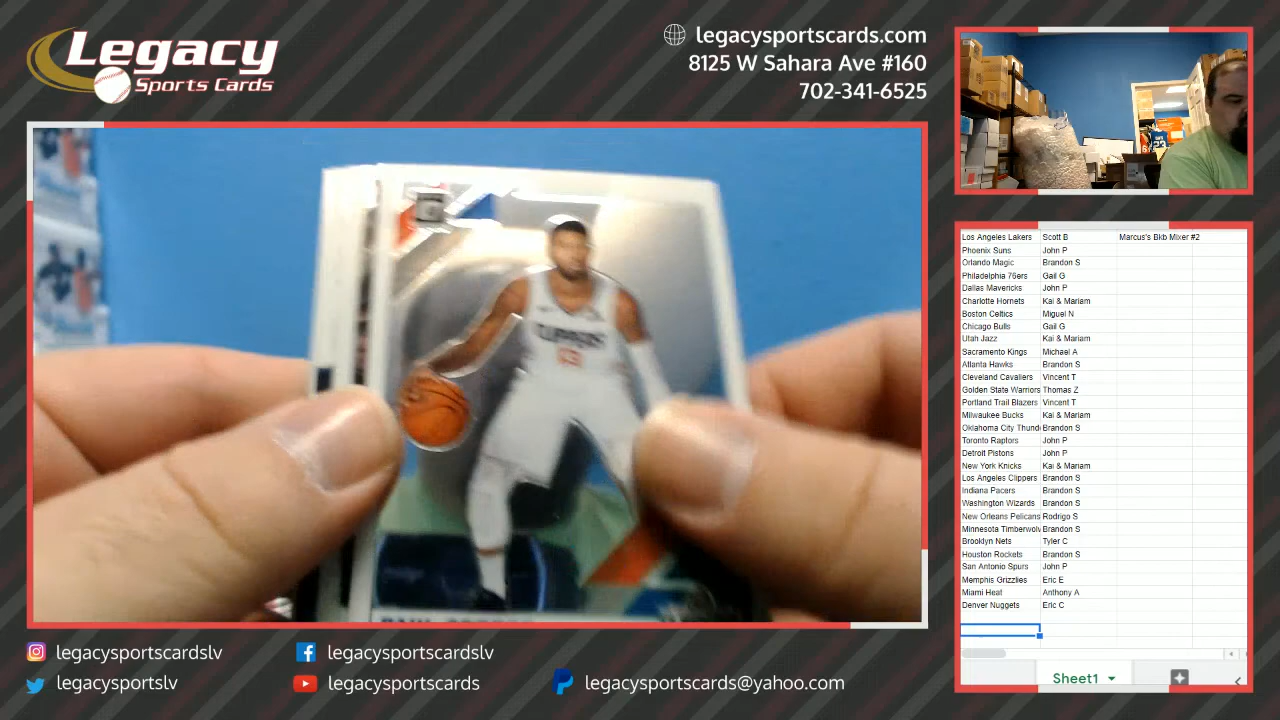 Legacy
Sports Cards
legacysportscards.com
8125 W Sahara Ave #160
702-341-6525
CLIPPERS
13
Los Angeles Lakers Scott B Marcus's Bkb Mixer #2
Phoenix Suns John P
Orlando Magic Brandon S
Philadelphia 76ers Gail G
Dallas Mavericks John P
Charlotte Hornets Kai & Mariam
Boston Celtics Miguel N
Chicago Bulls Gail G
Utah Jazz Kai & Mariam
Sacramento Kings Michael A
Atlanta Hawks Brandon S
Cleveland Cavaliers Vincent T
Golden State Warriors Thomas Z
Portland Trail Blazers Vincent T
Milwaukee Bucks Kai & Mariam
Oklahoma City Thund Brandon S
Toronto Raptors John P
Detroit Pistons John P
New York Knicks Kai & Mariam
Los Angeles Clippers Brandon S
Indiana Pacers Brandon S
Washington Wizards Brandon S
New Orleans Pelicans Rodrigo S
Minnesota Timberwolv Brandon S
Brooklyn Nets Tyler C
Houston Rockets Brandon S
San Antonio Spurs John P
Memphis Grizzlies Eric E
Miami Heat Anthony A
Denver Nuggets Eric C
Sheet1
legacysportscardslv
legacysportscardslv
legacysportslv
legacysportscards
legacysportscards@yahoo.com